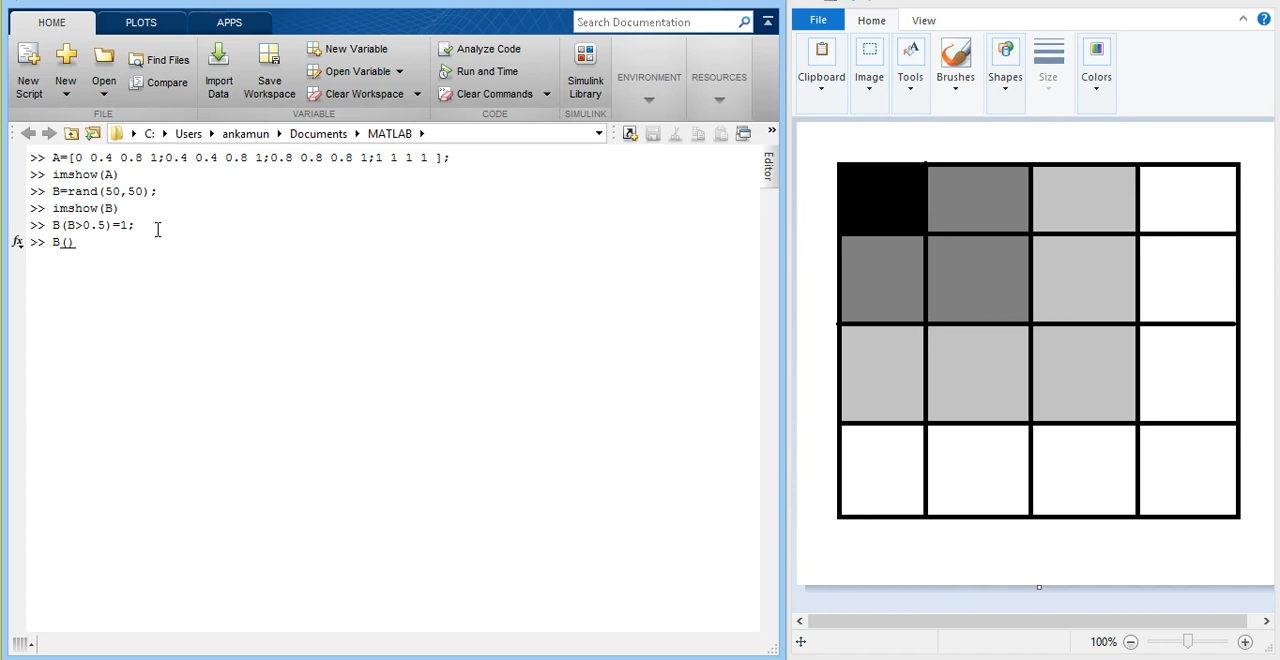 HOME PLOTS APPS Search Documentation
New Script New Open Find Files Compare
Import Data Save Workspace New Variable Open Variable Clear Workspace
Analyze Code Run and Time Clear Commands
Simulink Library ENVIRONMENT RESOURCES
FILE VARIABLE CODE SIMULINK
C: Users ankamun Documents MATLAB
>> A=[0 0.4 0.8 1;0.4 0.4 0.8 1;0.8 0.8 0.8 1;1 1 1 1 ];
>> imshow(A)
>> B=rand(50,50);
>> imshow(B)
>> B(B>0.5)=1;
fx >> B()
Editor
File Home View
Clipboard Image Tools Brushes Shapes Size Colors
100%